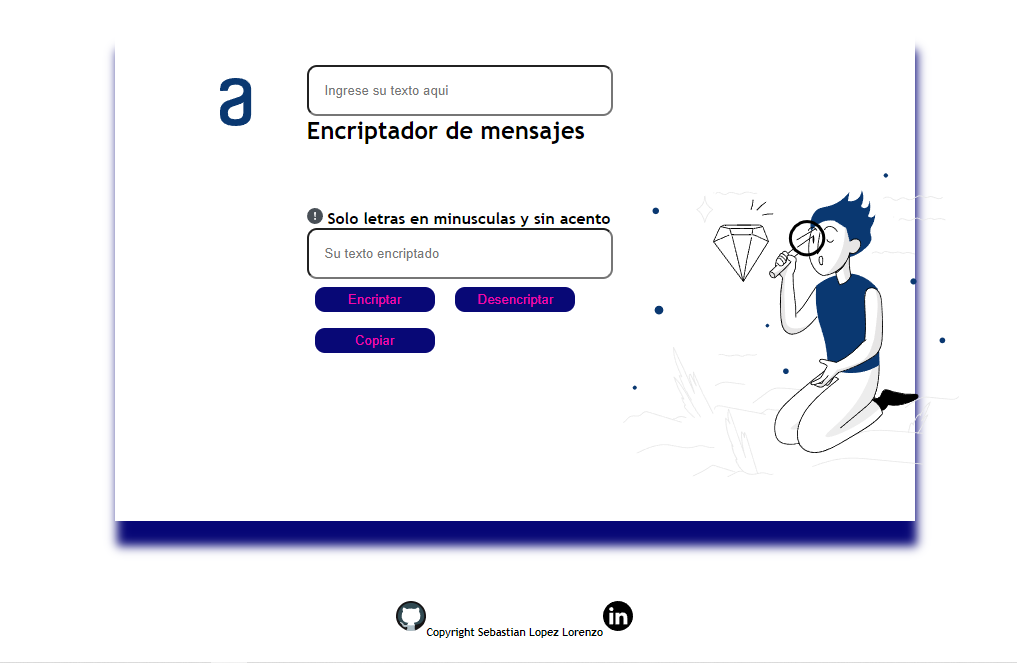 a
Ingrese su texto aqui
Encriptador de mensajes
! Solo letras en minusculas y sin acento
Su texto encriptado
Encriptar Desencriptar
Copiar
in
Copyright Sebastian Lopez Lorenzo